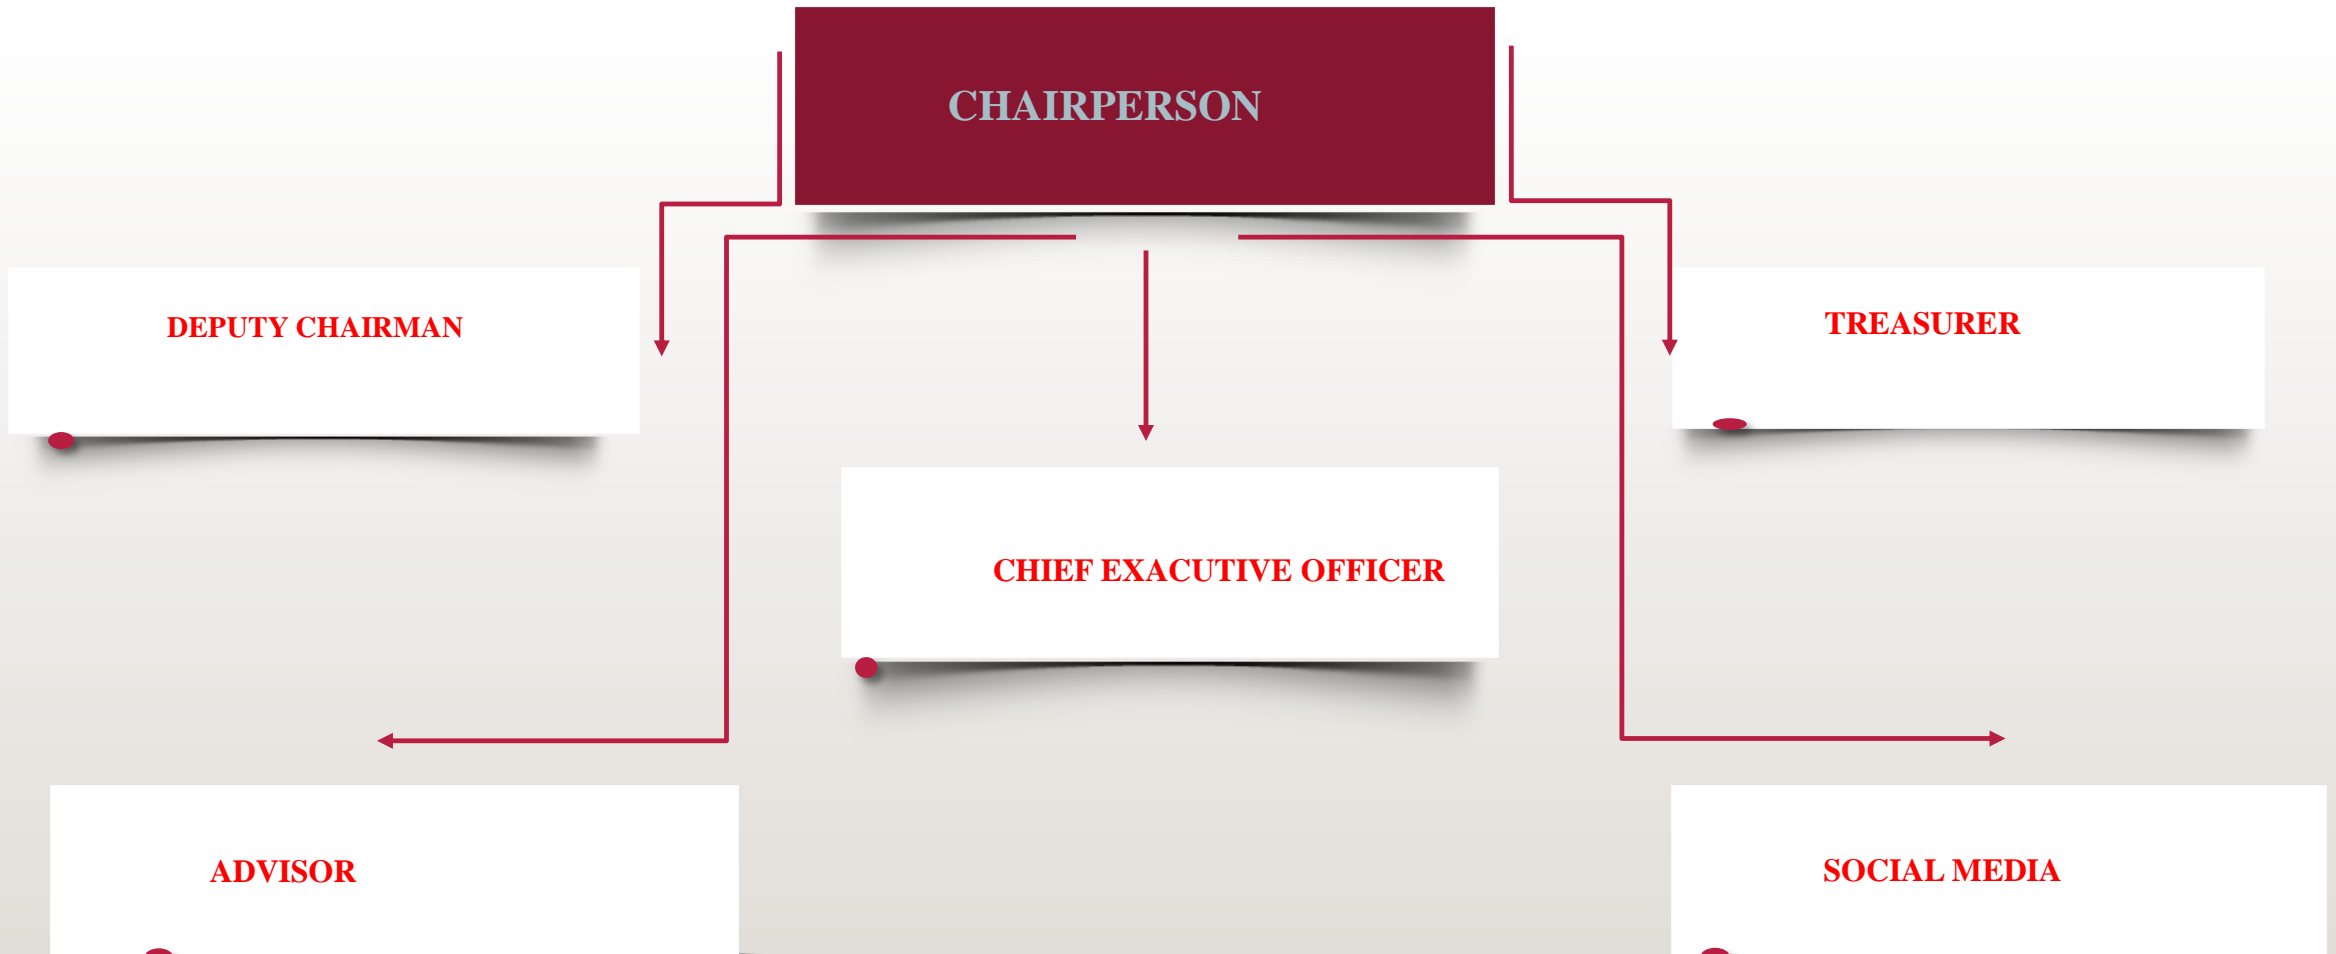 CHAIRPERSON
DEPUTY CHAIRMAN
TREASURER
CHIEF EXACUTIVE OFFICER
ADVISOR
SOCIAL MEDIA